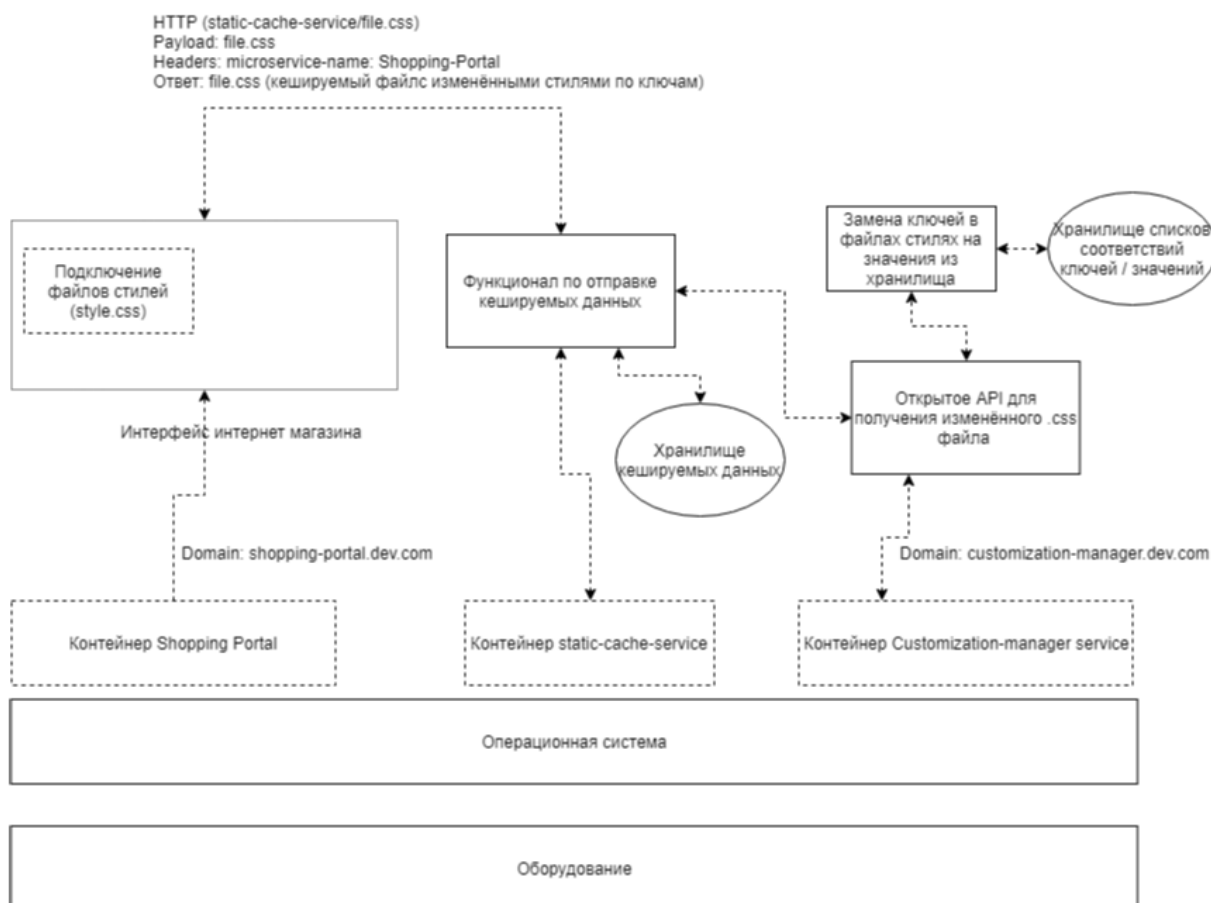 HTTP (static-cache-service/file.css)
Payload: file.css
Headers: microservice-name: Shopping-Portal
Ответ: file.css (кешируемый файлс изменёнными стилями по ключам)
Подключение
файлов стилей
(style.css)
Функционал по отправке
кешируемых данных
Замена ключей в
файлах стилях на
значения из
хранилища
Хранилище списков
соответствий
ключей / значений
Открытое API для
получения изменённого .css
файла
Интерфейс интернет магазина
Хранилище
кешируемых данных
Domain: shopping-portal.dev.com
Domain: customization-manager.dev.com
Контейнер Shopping Portal
Контейнер static-cache-service
Контейнер Customization-manager service
Операционная система
Оборудование